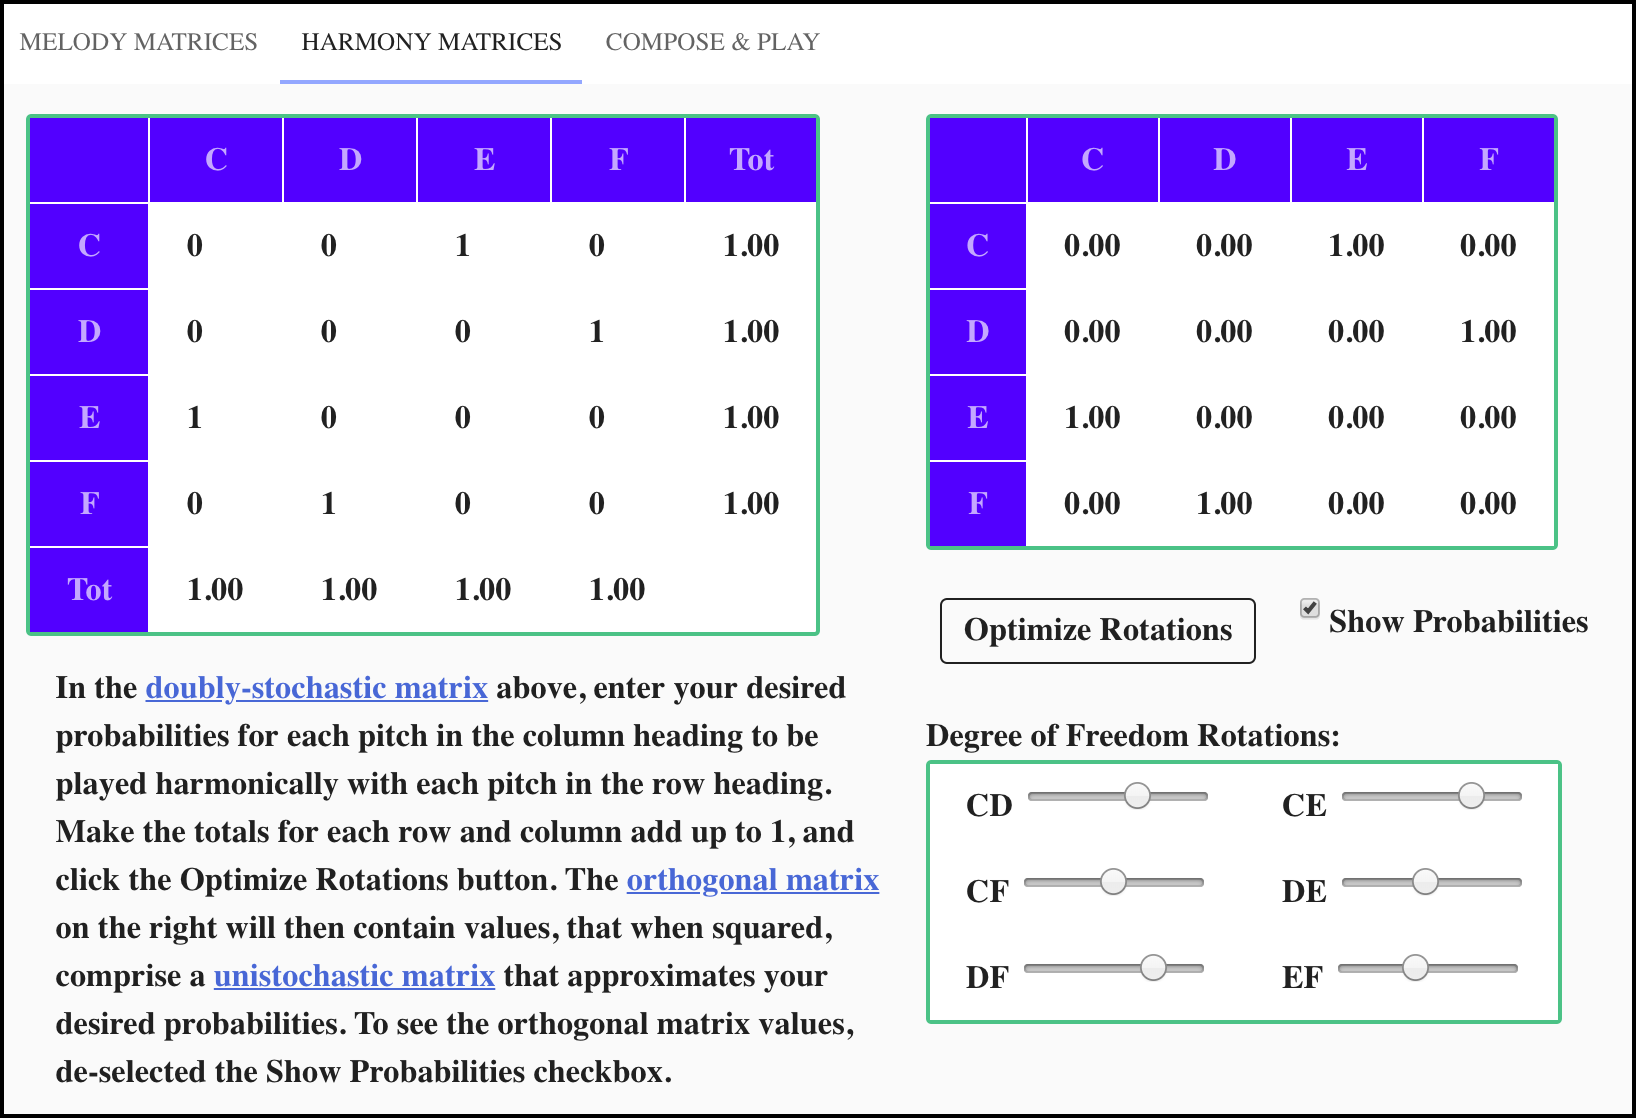 MELODY MATRICES HARMONY MATRICES COMPOSE & PLAY
C D E F Tot
C 0 0 1 0 1.00
D 0 0 0 1 1.00
E 1 0 0 0 1.00
F 0 1 0 0 1.00
Tot 1.00 1.00 1.00 1.00
In the doubly-stochastic matrix above, enter your desired
probabilities for each pitch in the column heading to be
played harmonically with each pitch in the row heading.
Make the totals for each row and column add up to 1, and
click the Optimize Rotations button. The orthogonal matrix
on the right will then contain values, that when squared,
comprise a unistochastic matrix that approximates your
desired probabilities. To see the orthogonal matrix values,
de-selected the Show Probabilities checkbox.
C D E F
C 0.00 0.00 1.00 0.00
D 0.00 0.00 0.00 1.00
E 1.00 0.00 0.00 0.00
F 0.00 1.00 0.00 0.00
Optimize Rotations Show Probabilities
Degree of Freedom Rotations:
CD CE
CF DE
DF EF